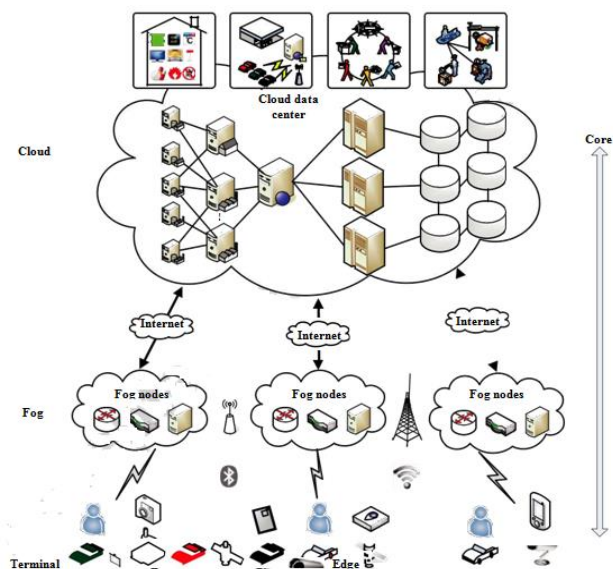 Cloud data
center
Core
Cloud
Internet
Internet
Internet
Fog nodes
Fog nodes
Fog nodes
Fog
Terminal
Edge